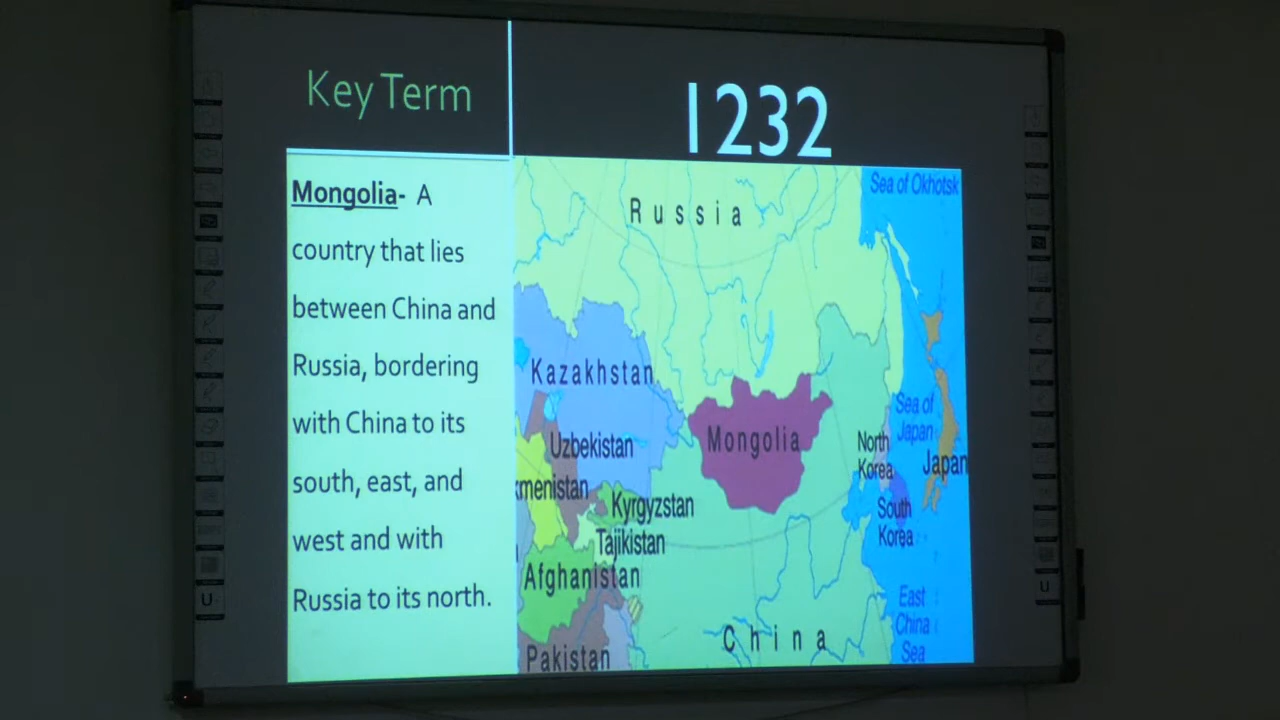 Key Term
1232
Mongolia- A
country that lies
between China and
Russia, bordering
with China to its
south, east, and
west and with
Russia to its north.
Sea of Okhotsk
Russia
Kazakhstan
Mongolia
Sea of
Japan
Uzbekistan
North
Korea
Japan
menistan
Kyrgyzstan
South
Korea
Tajikistan
Afghanistan
East
China
Sea
China
Pakistan
U
U